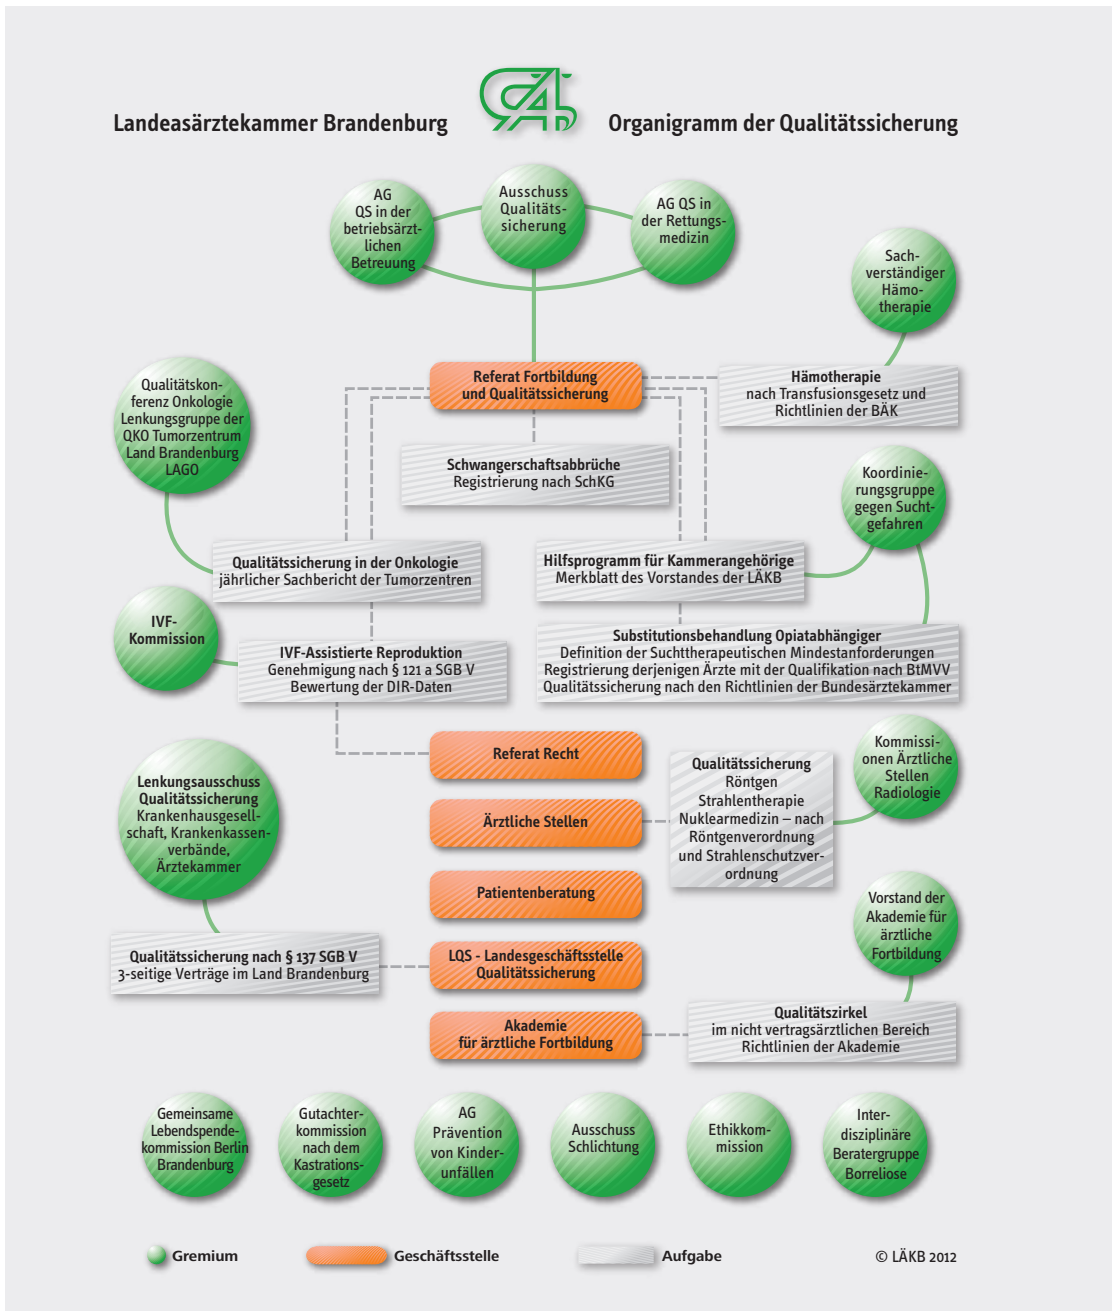 Landeasärztekammer Brandenburg
Organigramm der Qualitätssicherung
AG
QS in der
betriebsärzt-
lichen
Betreuung
Ausschuss
Qualitäts-
sicherung
AG QS in
der Rettungs-
medizin
Sach-
verständiger
Hämo-
therapie
Referat Fortbildung
und Qualitätssicherung
Hämotherapie
nach Transfusionsgesetz und
Richtlinien der BÄK
Qualitätskon-
ferenz Onkologie
Lenkungsgruppe der
QKO Tumorzentrum
Land Brandenburg
LAGO
Schwangerschaftsabbrüche
Registrierung nach SchKG
Koordinie-
rungsgruppe
gegen Sucht-
gefahren
Qualitätssicherung in der Onkologie
jährlicher Sachbericht der Tumorzentren
Hilfsprogramm für Kammerangehörige
Merkblatt des Vorstandes der LÄKB
IVF-
Kommission
IVF-Assistierte Reproduktion
Genehmigung nach § 121 a SGB V
Bewertung der DIR-Daten
Substitutionsbehandlung Opiatabhängiger
Definition der Suchttherapeutischen Mindestanforderungen
Registrierung derjenigen Ärzte mit der Qualifikation nach BtMVV
Qualitätssicherung nach den Richtlinien der Bundesärztekammer
Referat Recht
Lenkungsausschuss
Qualitätssicherung
Krankenhausgesell-
schaft, Krankenkassen-
verbände,
Ärztekammer
Ärztliche Stellen
Qualitätssicherung
Röntgen
Strahlentherapie
Nuklearmedizin – nach
Röntgenverordnung
und Strahlenschutzver-
ordnung
Kommissi-
onen Ärztliche
Stellen
Radiologie
Patientenberatung
Vorstand der
Akademie für
ärztliche
Fortbildung
Qualitätssicherung nach § 137 SGB V
3-seitige Verträge im Land Brandenburg
LQS - Landesgeschäftsstelle
Qualitätssicherung
Akademie
für ärztliche Fortbildung
Qualitätszirkel
im nicht vertragsärztlichen Bereich
Richtlinien der Akademie
Gemeinsame
Lebendspende-
kommission Berlin
Brandenburg
Gutachter-
kommission
nach dem
Kastrations-
gesetz
AG
Prävention
von Kinder-
unfällen
Ausschuss
Schlichtung
Ethikkom-
mission
Inter-
disziplinäre
Beratergruppe
Borreliose
Gremium
Geschäftsstelle
Aufgabe
© LÄKB 2012